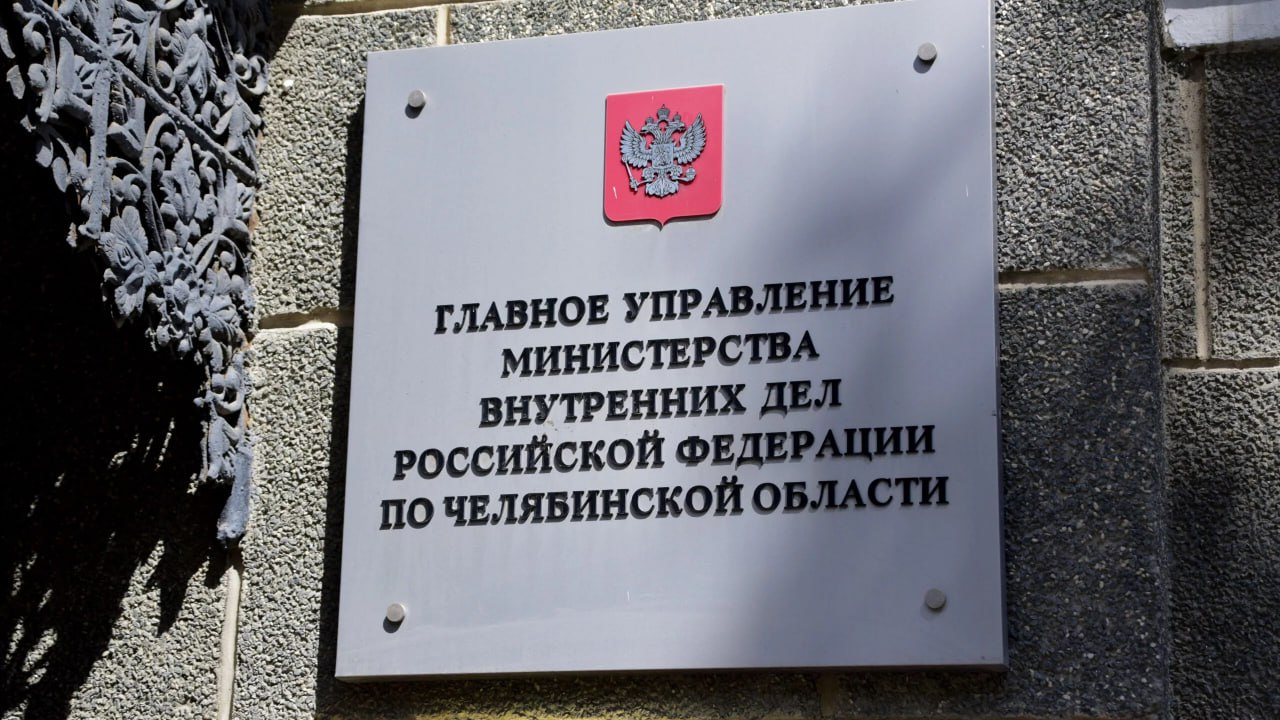 ГЛАВНОЕ УПРАВЛЕНИЕ
МИНИСТЕРСТВА
ВНУТРЕННИХ ДЕЛ
РОССИЙСКОЙ ФЕДЕРАЦИИ
ПО ЧЕЛЯБИНСКОЙ ОБЛАСТИ